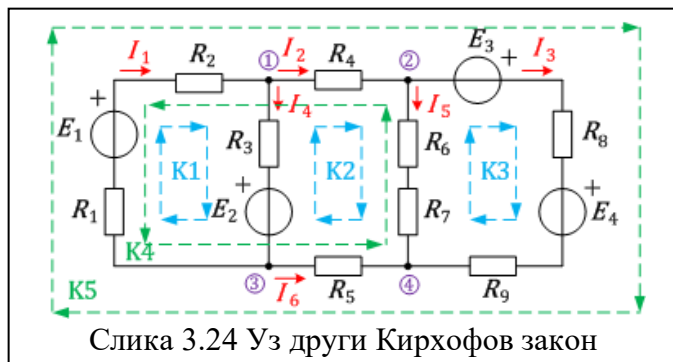 I₁ R₂ ① I₂ R₄ ② E₃ + I₃
I₄ I₅
+ E₁ R₃ R₆ R₈
K1 K2 K3
R₁ + E₂ R₇ + E₄
K4
K5 ③ I₆ R₅ ④ R₉
Слика 3.24 Уз други Кирхофов закон